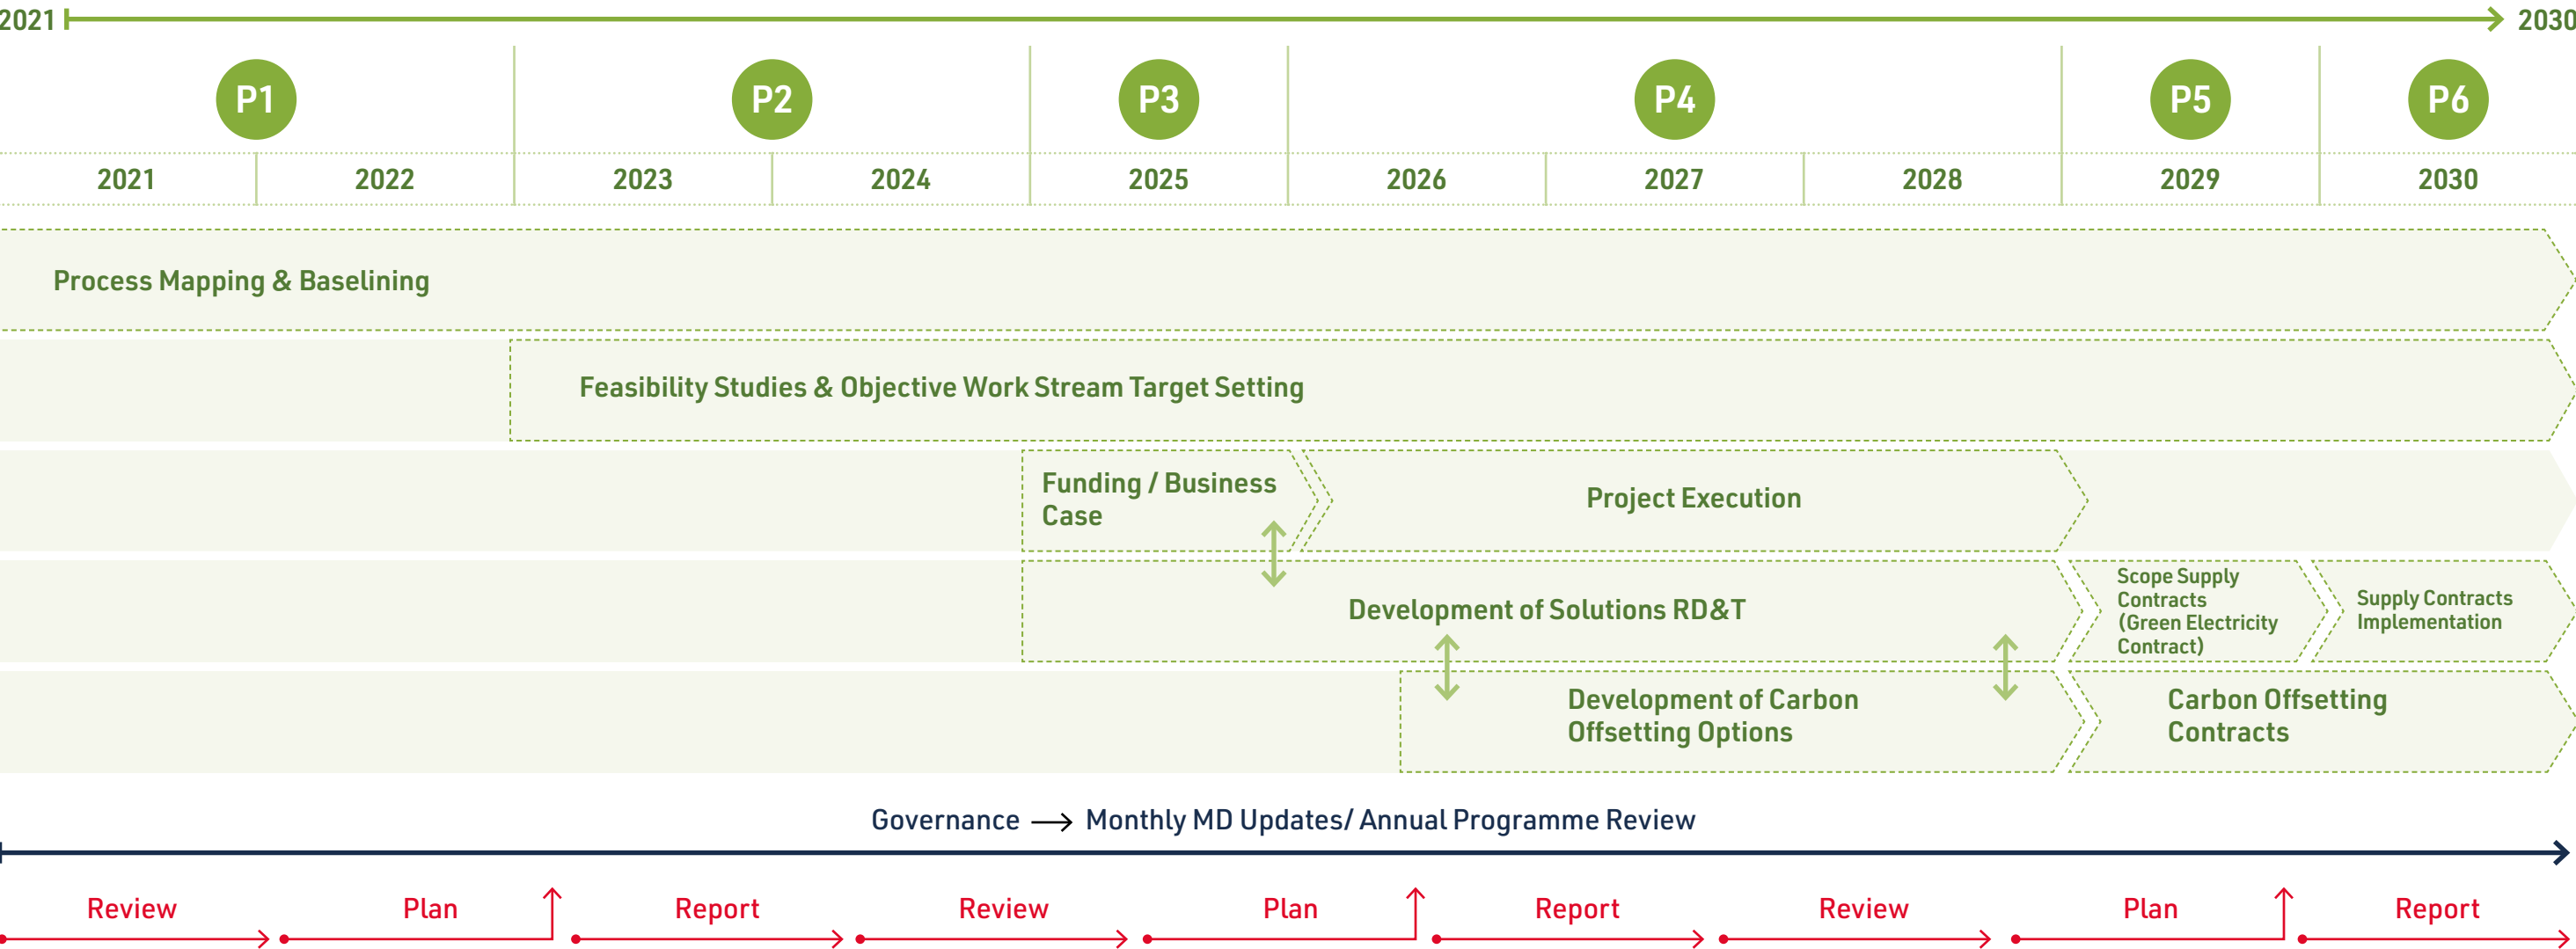 2021 2030
P1 P2 P3 P4 P5 P6
2021 2022 2023 2024 2025 2026 2027 2028 2029 2030
Process Mapping & Baselining
Feasibility Studies & Objective Work Stream Target Setting
Funding / Business
Case
Project Execution
Development of Solutions RD&T
Scope Supply
Contracts
(Green Electricity
Contract)
Supply Contracts
Implementation
Development of Carbon
Offsetting Options
Carbon Offsetting
Contracts
Governance → Monthly MD Updates/ Annual Programme Review
Review Plan Report Review Plan Report Review Plan Report